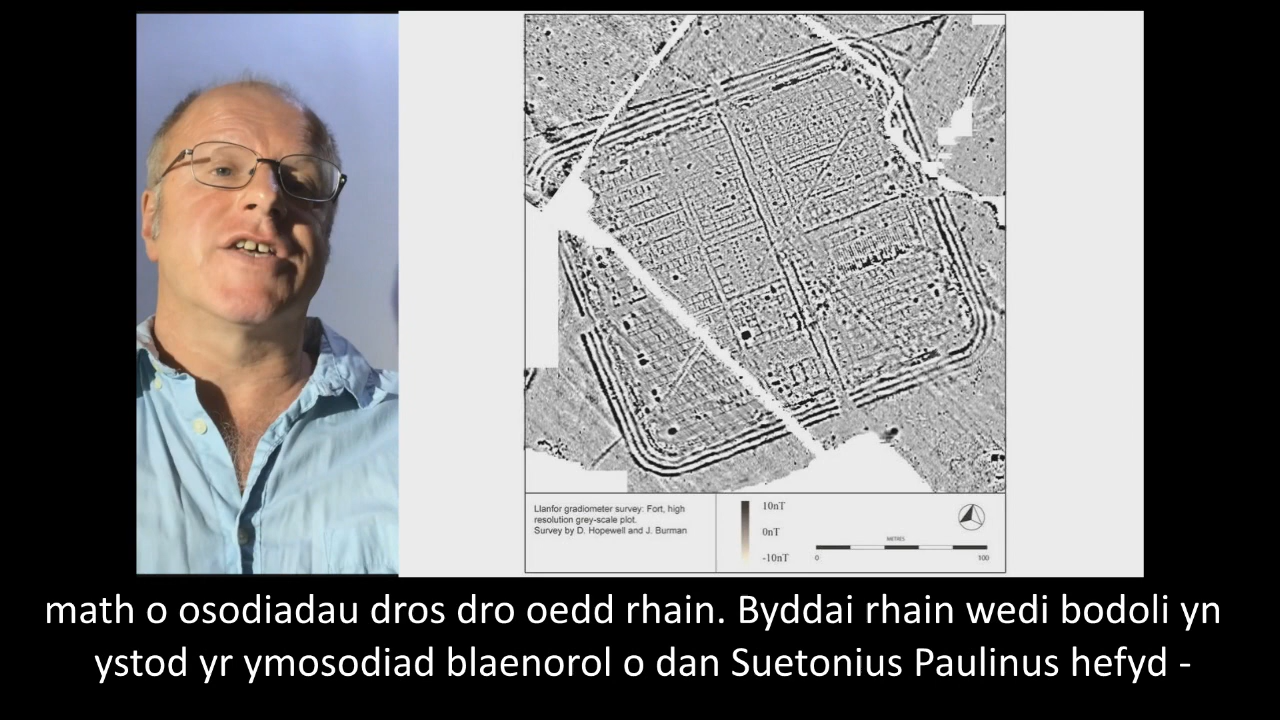 Llanfor gradiometer survey: Fort, high
resolution grey-scale plot.
Survey by D. Hopewell and J. Burman
10nT
0nT
-10nT
METRES
0 100
math o osodiadau dros dro oedd rhain. Byddai rhain wedi bodoli yn
ystod yr ymosodiad blaenorol o dan Suetonius Paulinus hefyd -